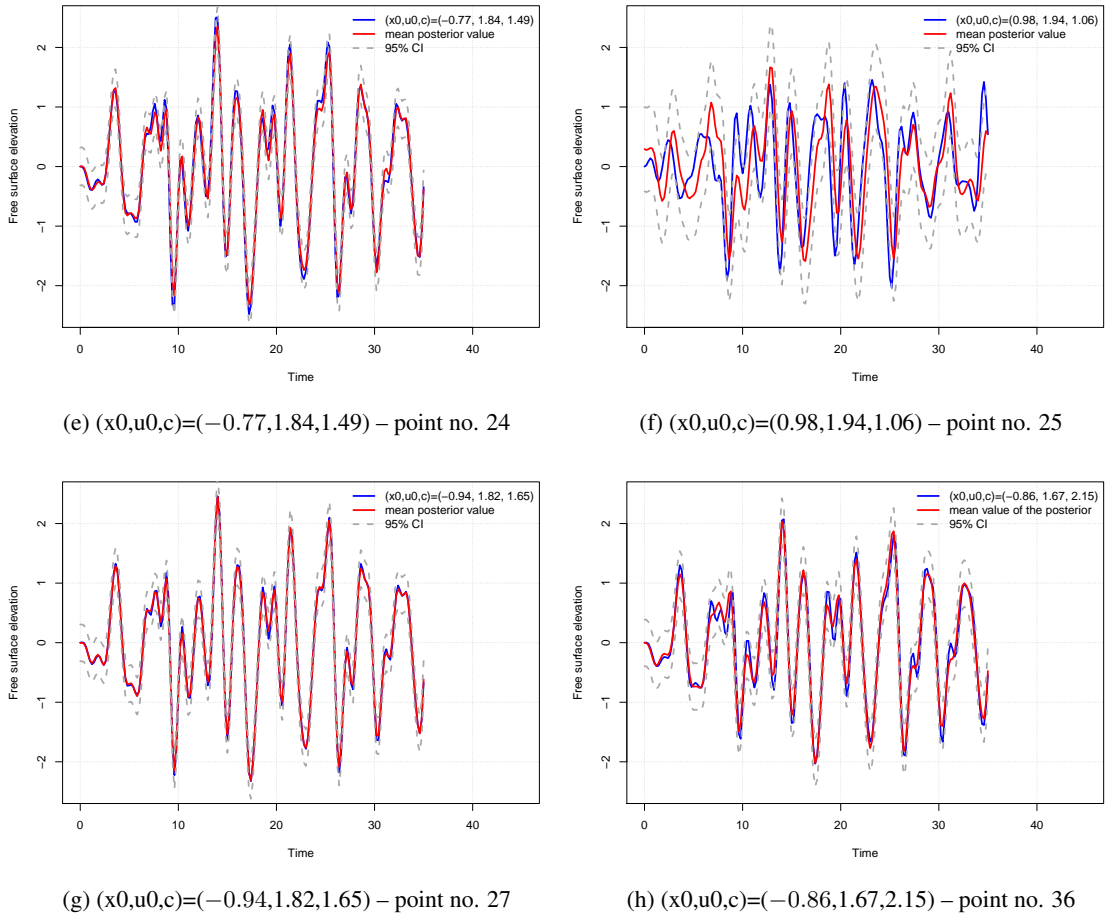 (x0,u0,c)=(−0.77, 1.84, 1.49)
mean posterior value
95% CI
Free surface elevation
2
1
0
−1
−2
0 10 20 30 40
Time
(e) (x0,u0,c)=(−0.77,1.84,1.49) – point no. 24
(x0,u0,c)=(0.98, 1.94, 1.06)
mean posterior value
95% CI
Free surface elevation
2
1
0
−1
−2
0 10 20 30 40
Time
(f) (x0,u0,c)=(0.98,1.94,1.06) – point no. 25
(x0,u0,c)=(−0.94, 1.82, 1.65)
mean posterior value
95% CI
Free surface elevation
2
1
0
−1
−2
0 10 20 30 40
Time
(g) (x0,u0,c)=(−0.94,1.82,1.65) – point no. 27
(x0,u0,c)=(−0.86, 1.67, 2.15)
mean value of the posterior
95% CI
Free surface elevation
2
1
0
−1
−2
0 10 20 30 40
Time
(h) (x0,u0,c)=(−0.86,1.67,2.15) – point no. 36